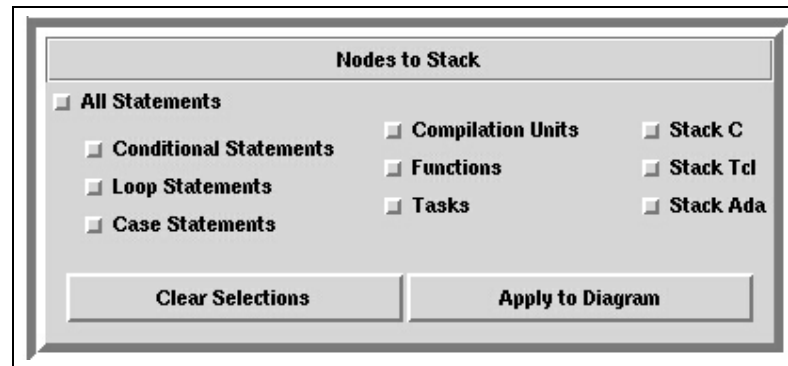 Nodes to Stack
All Statements
Conditional Statements
Loop Statements
Case Statements
Compilation Units
Functions
Tasks
Stack C
Stack Tcl
Stack Ada
Clear Selections
Apply to Diagram